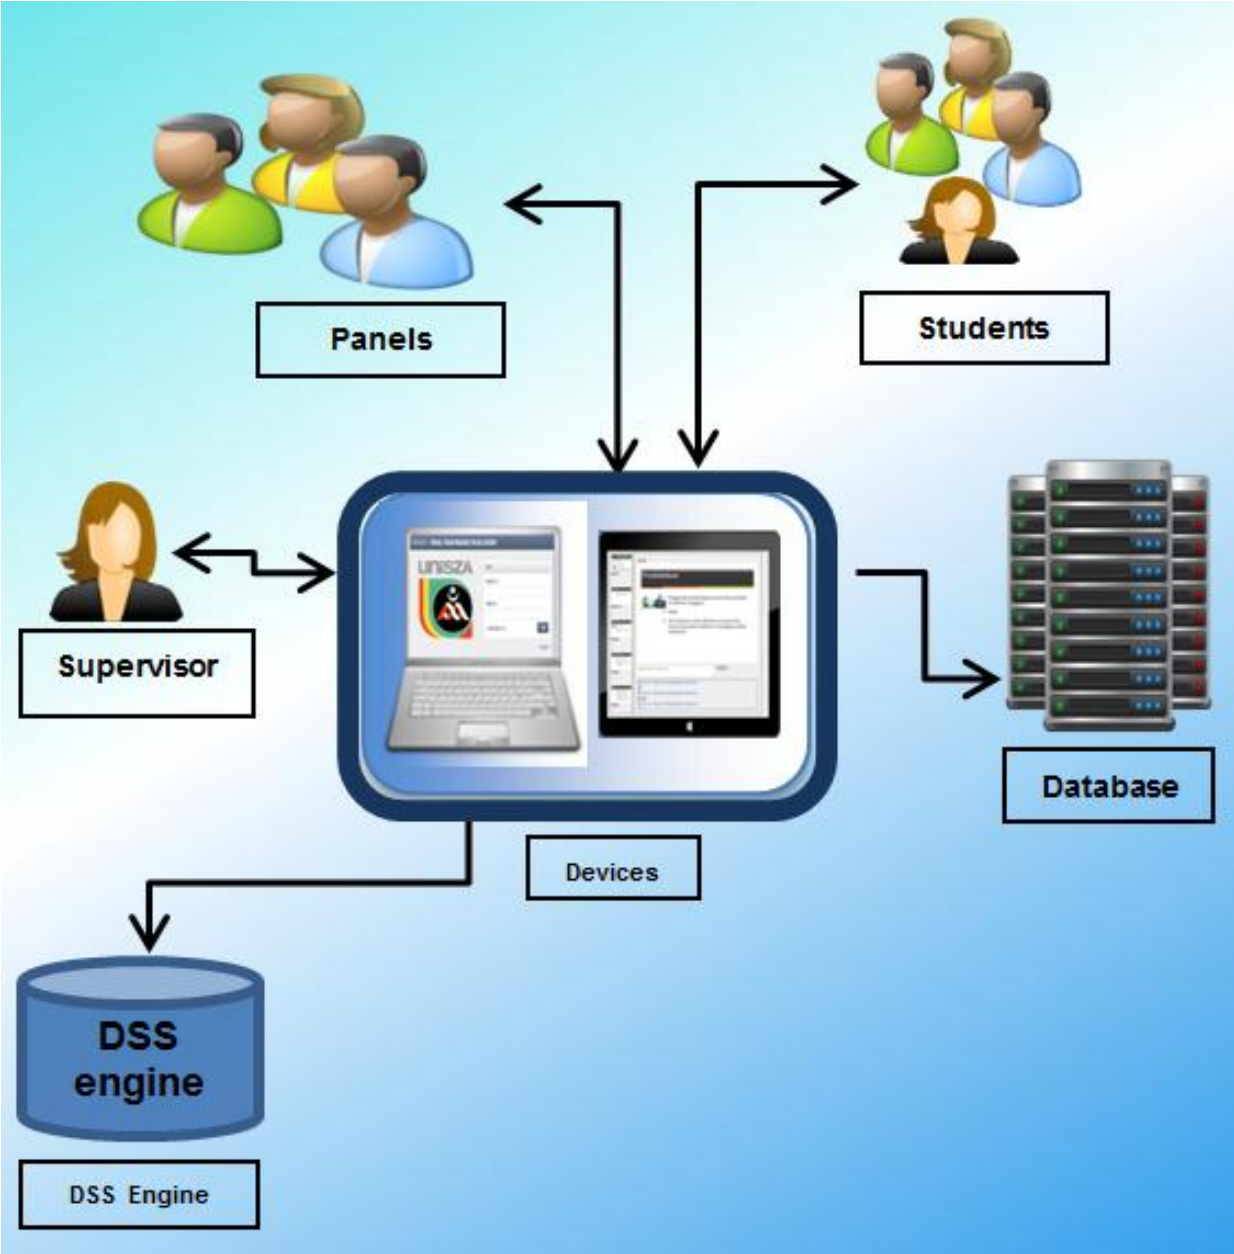 Panels
Students
Supervisor
UniSZA
Database
Devices
DSS
engine
DSS Engine